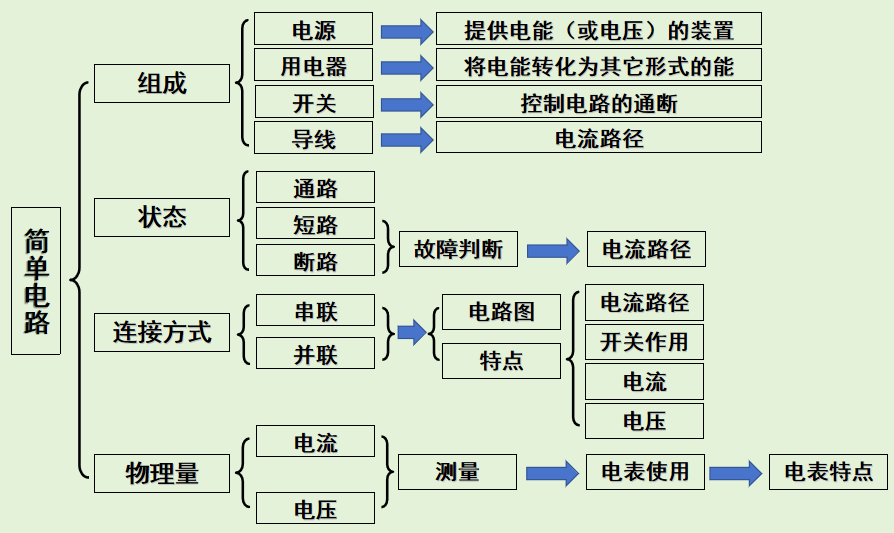 简单电路
组成
电源
提供电能（或电压）的装置
用电器
将电能转化为其它形式的能
开关
控制电路的通断
导线
电流路径
状态
通路
短路
断路
故障判断
电流路径
连接方式
串联
并联
电路图
特点
电流路径
开关作用
电流
电压
物理量
电流
电压
测量
电表使用
电表特点